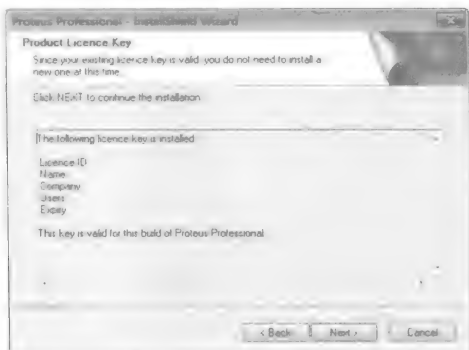 Proteus Professional - InstallShield Wizard
Product Licence Key
Since your existing licence key is valid you do not need to install a
new one at this time.
Click NEXT to continue the installation
The following licence key is installed
Licence ID
Name
Company
Users
Expiry
This key is valid for this build of Proteus Professional
< Back
Next >
Cancel